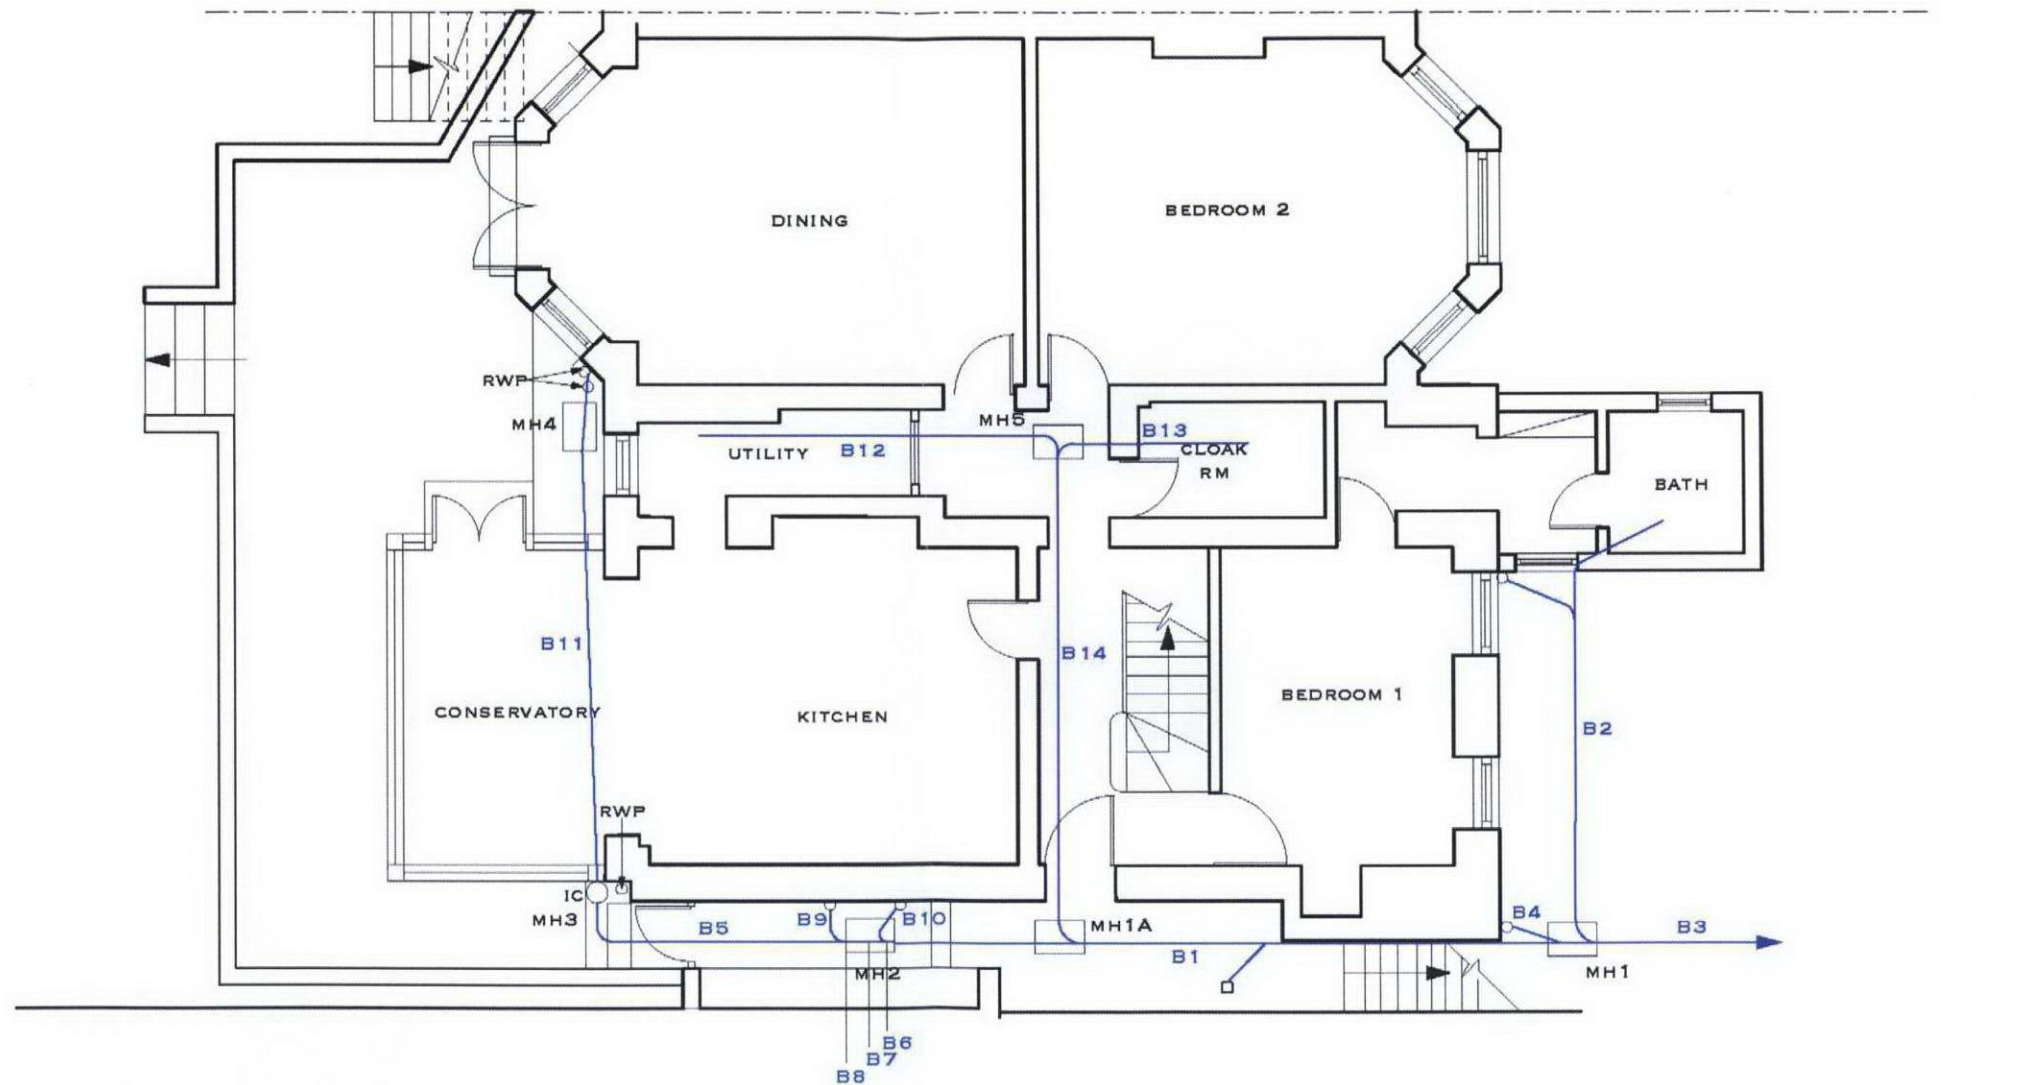 BEDROOM 2
DINING
RWP
MH4
MH5
B13
B12
UTILITY
CLOAK
RM
BATH
B11
B14
BEDROOM 1
CONSERVATORY
KITCHEN
B2
RWP
IC
MH3
B5
B9
B10
MH1A
B4
B3
B1
MH2
MH1
B6
B7
B8